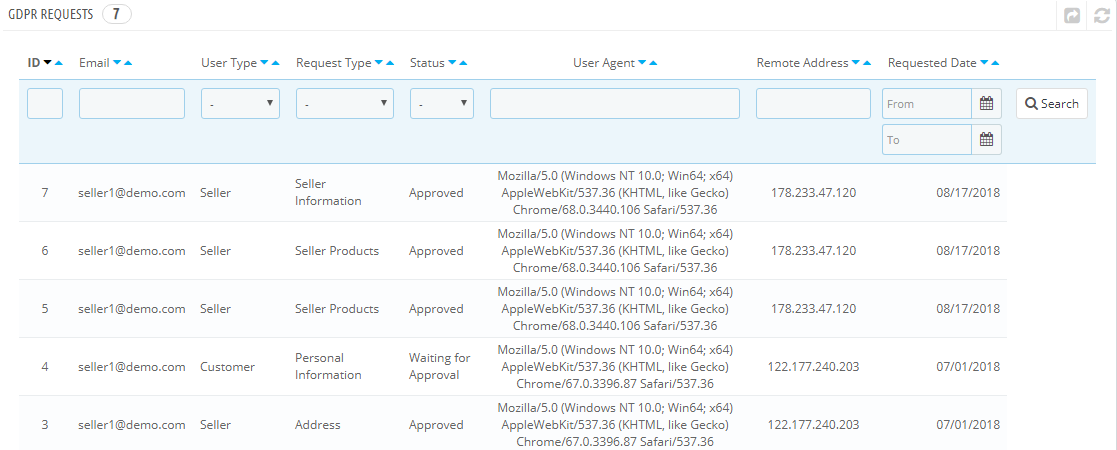 GDPR REQUESTS 7
ID Email User Type Request Type Status User Agent Remote Address Requested Date
- - - From Search
To
7 seller1@demo.com Seller Seller Information Approved Mozilla/5.0 (Windows NT 10.0; Win64; x64) AppleWebKit/537.36 (KHTML, like Gecko) Chrome/68.0.3440.106 Safari/537.36 178.233.47.120 08/17/2018
6 seller1@demo.com Seller Seller Products Approved Mozilla/5.0 (Windows NT 10.0; Win64; x64) AppleWebKit/537.36 (KHTML, like Gecko) Chrome/68.0.3440.106 Safari/537.36 178.233.47.120 08/17/2018
5 seller1@demo.com Seller Seller Products Approved Mozilla/5.0 (Windows NT 10.0; Win64; x64) AppleWebKit/537.36 (KHTML, like Gecko) Chrome/68.0.3440.106 Safari/537.36 178.233.47.120 08/17/2018
4 seller1@demo.com Customer Personal Information Waiting for Approval Mozilla/5.0 (Windows NT 10.0; Win64; x64) AppleWebKit/537.36 (KHTML, like Gecko) Chrome/67.0.3396.87 Safari/537.36 122.177.240.203 07/01/2018
3 seller1@demo.com Seller Address Approved Mozilla/5.0 (Windows NT 10.0; Win64; x64) AppleWebKit/537.36 (KHTML, like Gecko) Chrome/67.0.3396.87 Safari/537.36 122.177.240.203 07/01/2018